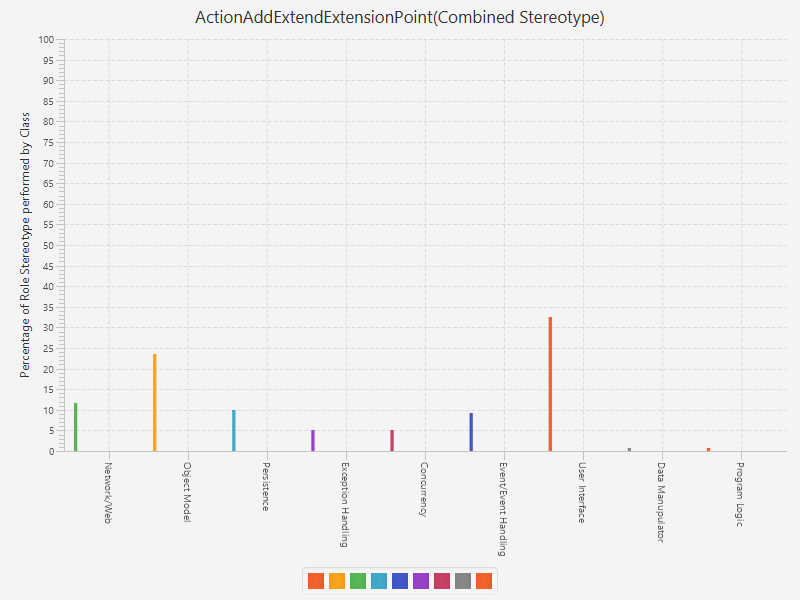 ActionAddExtendExtensionPoint(Combined Stereotype)
Percentage of Role Stereotype performed by Class
100
95
90
85
80
75
70
65
60
55
50
45
40
35
30
25
20
15
10
5
0
Network/Web
Object Model
Persistence
Exception Handling
Concurrency
Event/Event Handling
User Interface
Data Manupulator
Program Logic